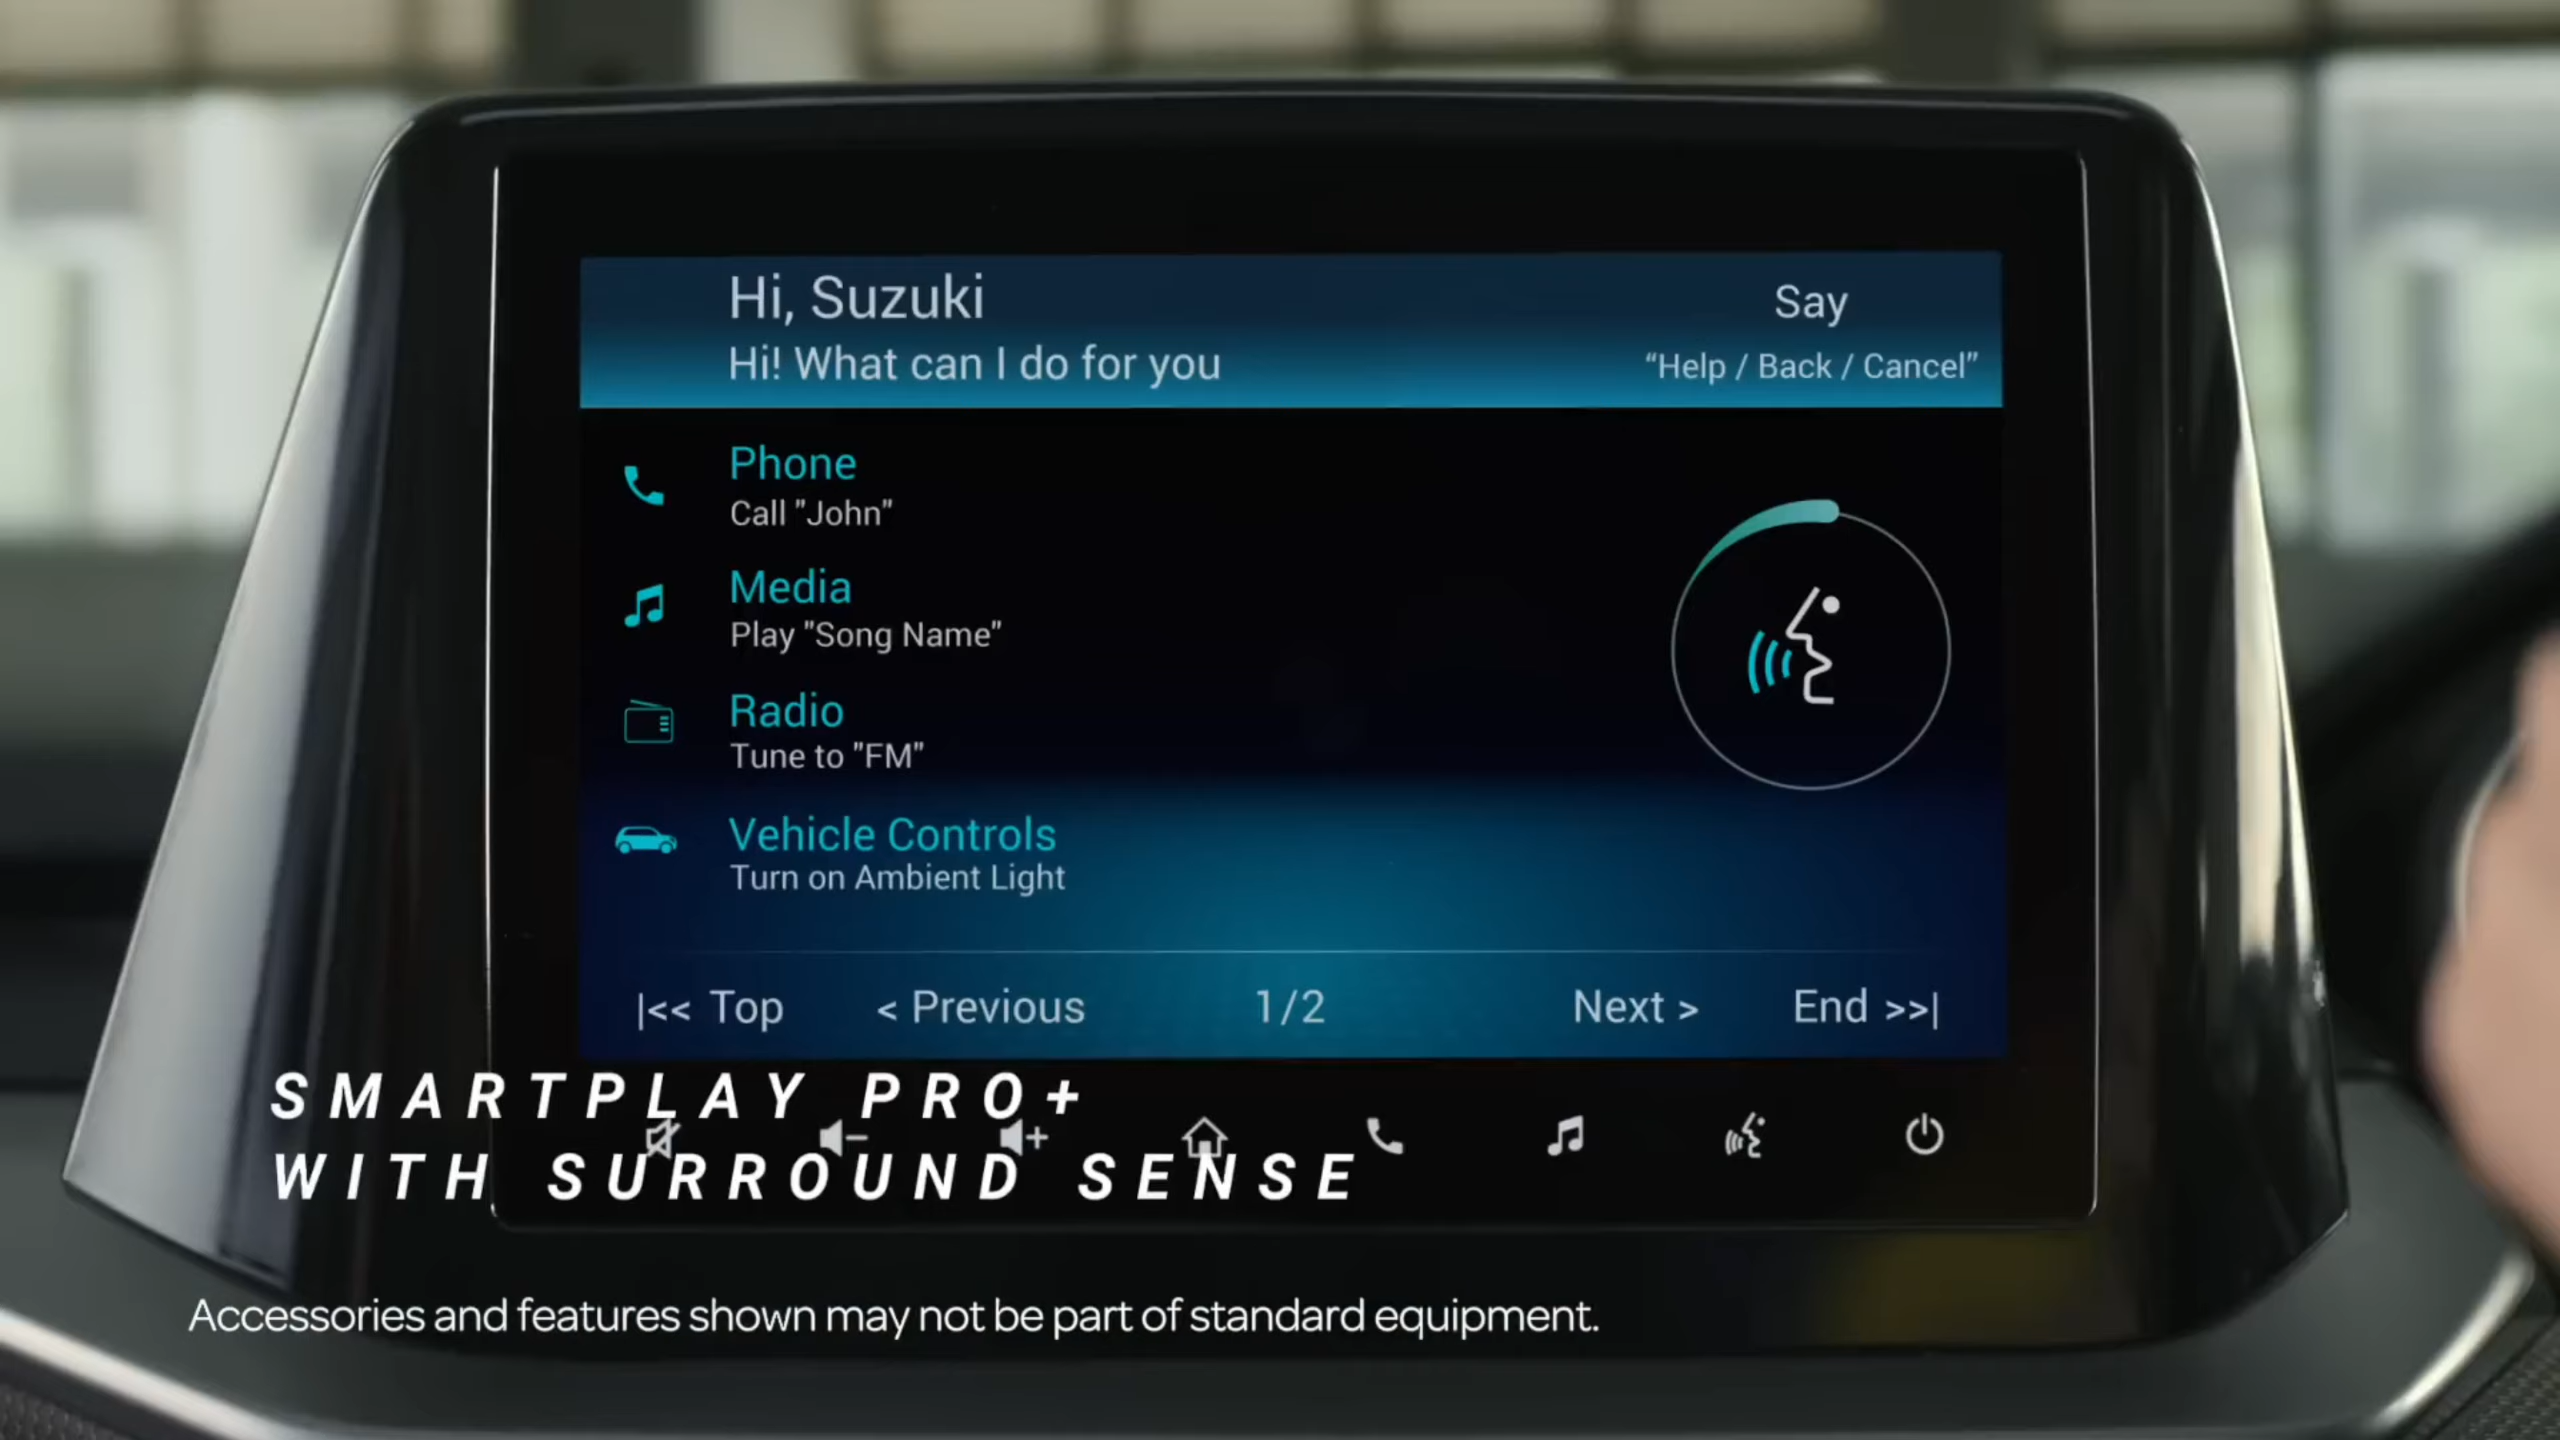 Hi, Suzuki
Say
Hi! What can I do for you
“Help / Back / Cancel”
Phone
Call "John"
Media
Play "Song Name"
Radio
Tune to "FM"
Vehicle Controls
Turn on Ambient Light
|<< Top < Previous 1/2 Next > End >>|
SMARTPLAY PRO+
WITH SURROUND SENSE
Accessories and features shown may not be part of standard equipment.